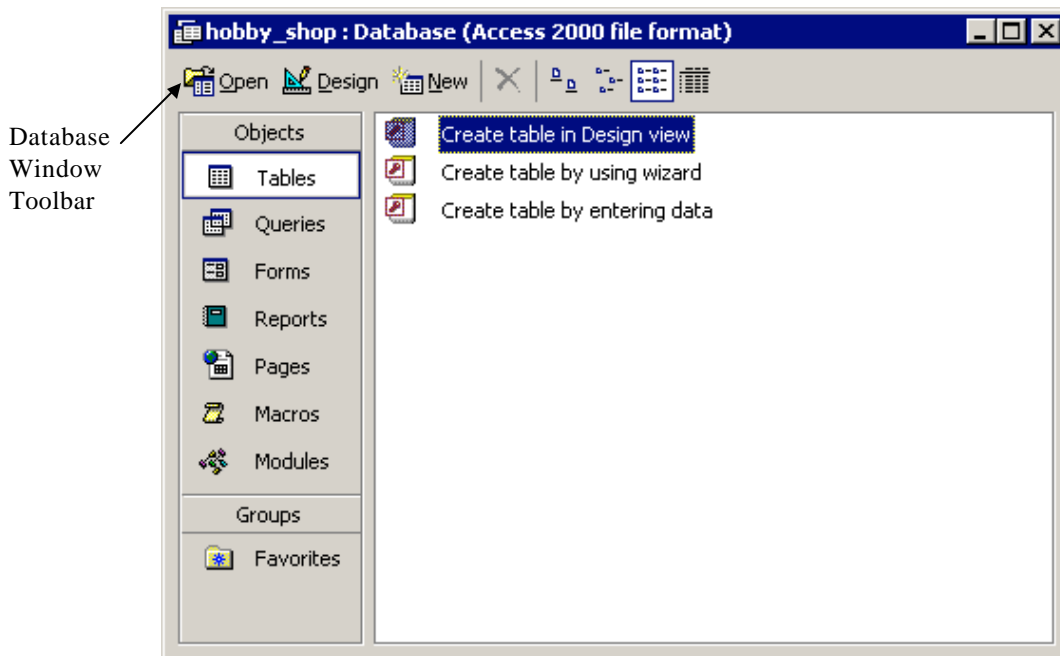 hobby_shop : Database (Access 2000 file format)
Open Design New
Database
Window
Toolbar
Objects
Tables
Queries
Forms
Reports
Pages
Macros
Modules
Groups
Favorites
Create table in Design view
Create table by using wizard
Create table by entering data